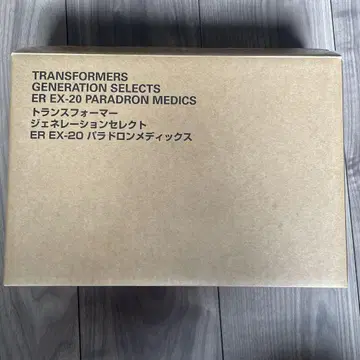 TRANSFORMERS
GENERATION SELECTS
ER EX-20 PARADRON MEDICS
トランスフォーマー
ジェネレーションセレクト
ER EX-20 パラドロンメディックス